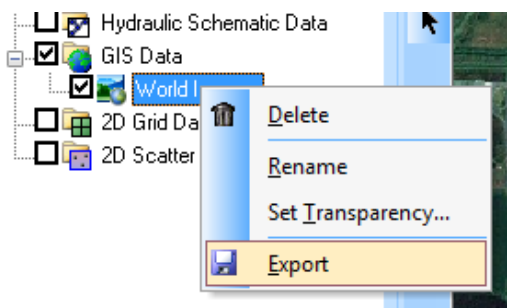 Hydraulic Schematic Data
GIS Data
World
2D Grid Da
2D Scatter
Delete
Rename
Set Transparency...
Export